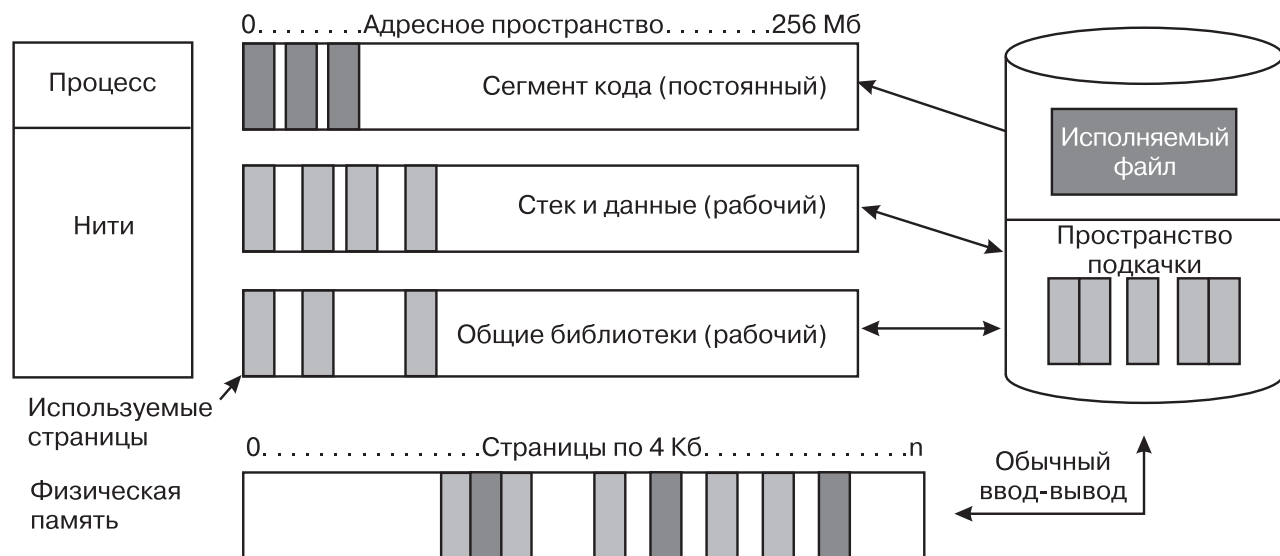 0. . . . . . . .Адресное пространство. . . . . . . .256 Мб
Процесс
Сегмент кода (постоянный)
Исполняемый
файл
Нити
Стек и данные (рабочий)
Пространство
подкачки
Общие библиотеки (рабочий)
Используемые
страницы
0. . . . . . . . . . . . . . .Страницы по 4 Кб. . . . . . . . . . . . . . .n
Физическая
память
Обычный
ввод-вывод